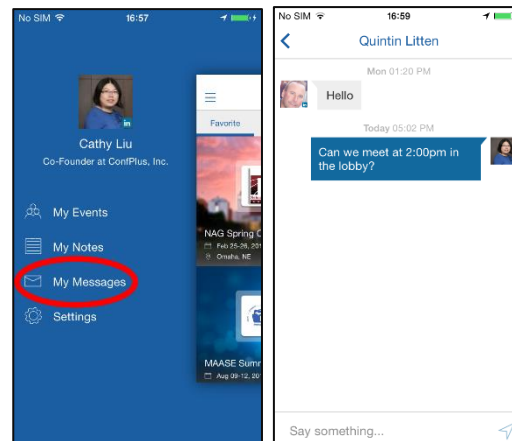 No SIM 16:57
Cathy Liu
Co-Founder at ConfPlus, Inc.
My Events
My Notes
My Messages
Settings
Favorite
NAG Spring
Feb 25-26, 201
Omaha, NE
MAASE Sum
Aug 09-12, 20
No SIM 16:59
Quintin Litten
Mon 01:20 PM
Hello
Today 05:02 PM
Can we meet at 2:00pm in
the lobby?
Say something...